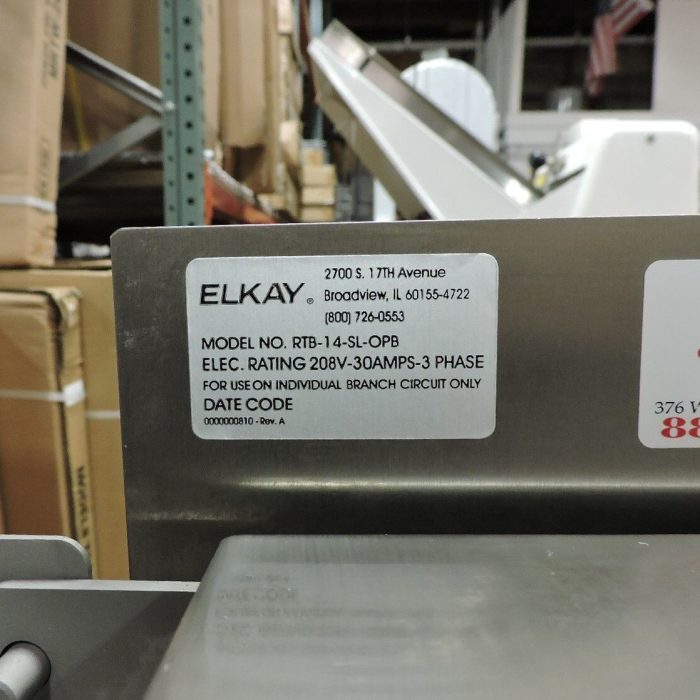 ELKAY®
2700 S. 17TH Avenue
Broadview, IL 60155-4722
(800) 726-0553
MODEL NO. RTB-14-SL-OPB
ELEC. RATING 208V-30AMPS-3 PHASE
FOR USE ON INDIVIDUAL BRANCH CIRCUIT ONLY
DATE CODE
0000000810 - Rev. A
376
88